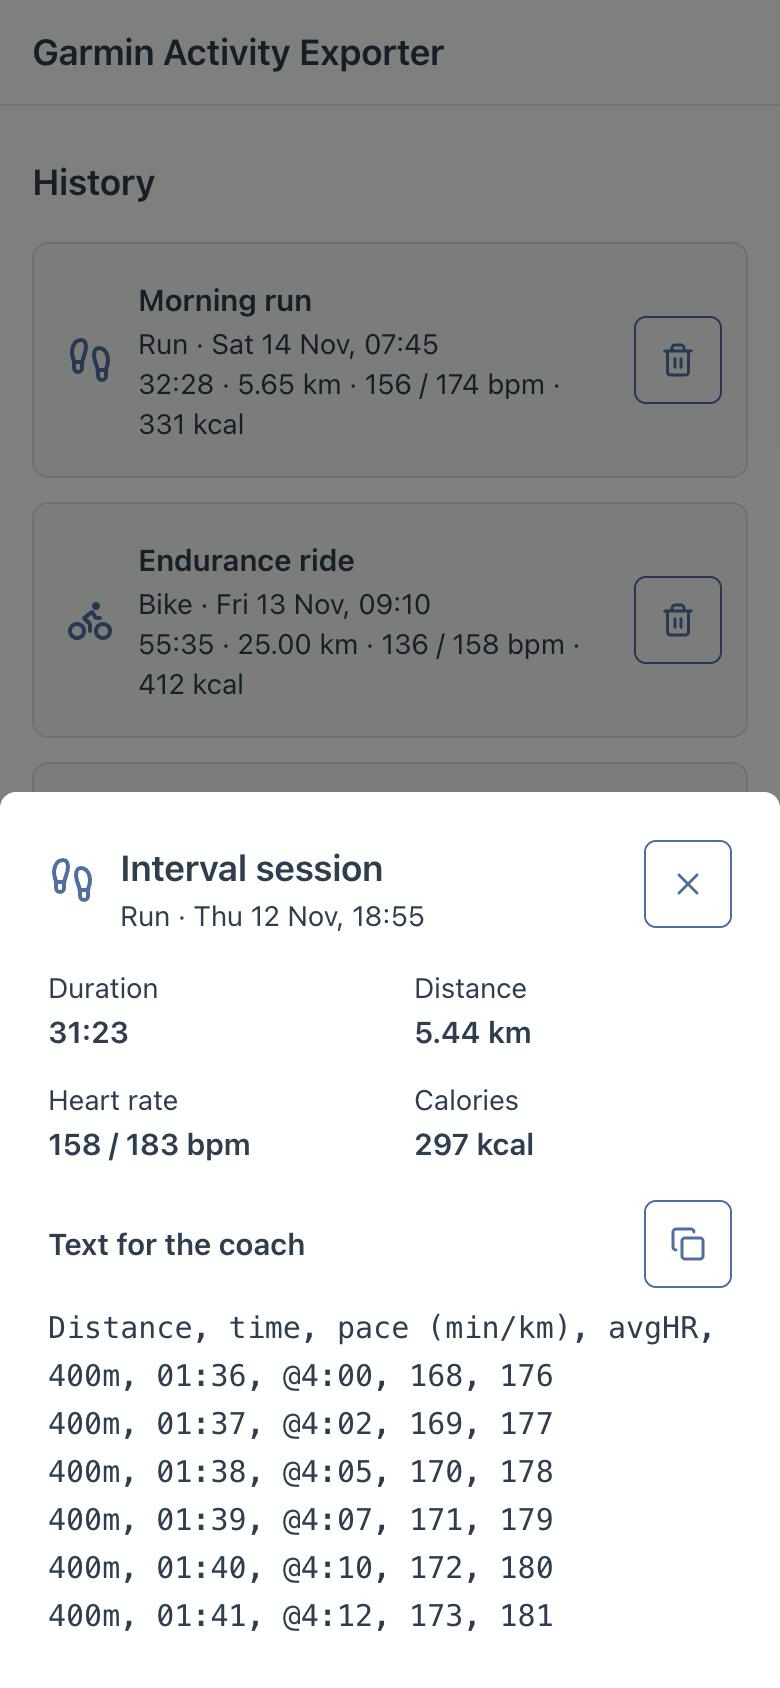 Garmin Activity Exporter
History
Morning run
Run · Sat 14 Nov, 07:45
32:28 · 5.65 km · 156 / 174 bpm ·
331 kcal
Endurance ride
Bike · Fri 13 Nov, 09:10
55:35 · 25.00 km · 136 / 158 bpm ·
412 kcal
Interval session
Run · Thu 12 Nov, 18:55
Duration
31:23
Distance
5.44 km
Heart rate
158 / 183 bpm
Calories
297 kcal
Text for the coach
Distance, time, pace (min/km), avgHR,
400m, 01:36, @4:00, 168, 176
400m, 01:37, @4:02, 169, 177
400m, 01:38, @4:05, 170, 178
400m, 01:39, @4:07, 171, 179
400m, 01:40, @4:10, 172, 180
400m, 01:41, @4:12, 173, 181